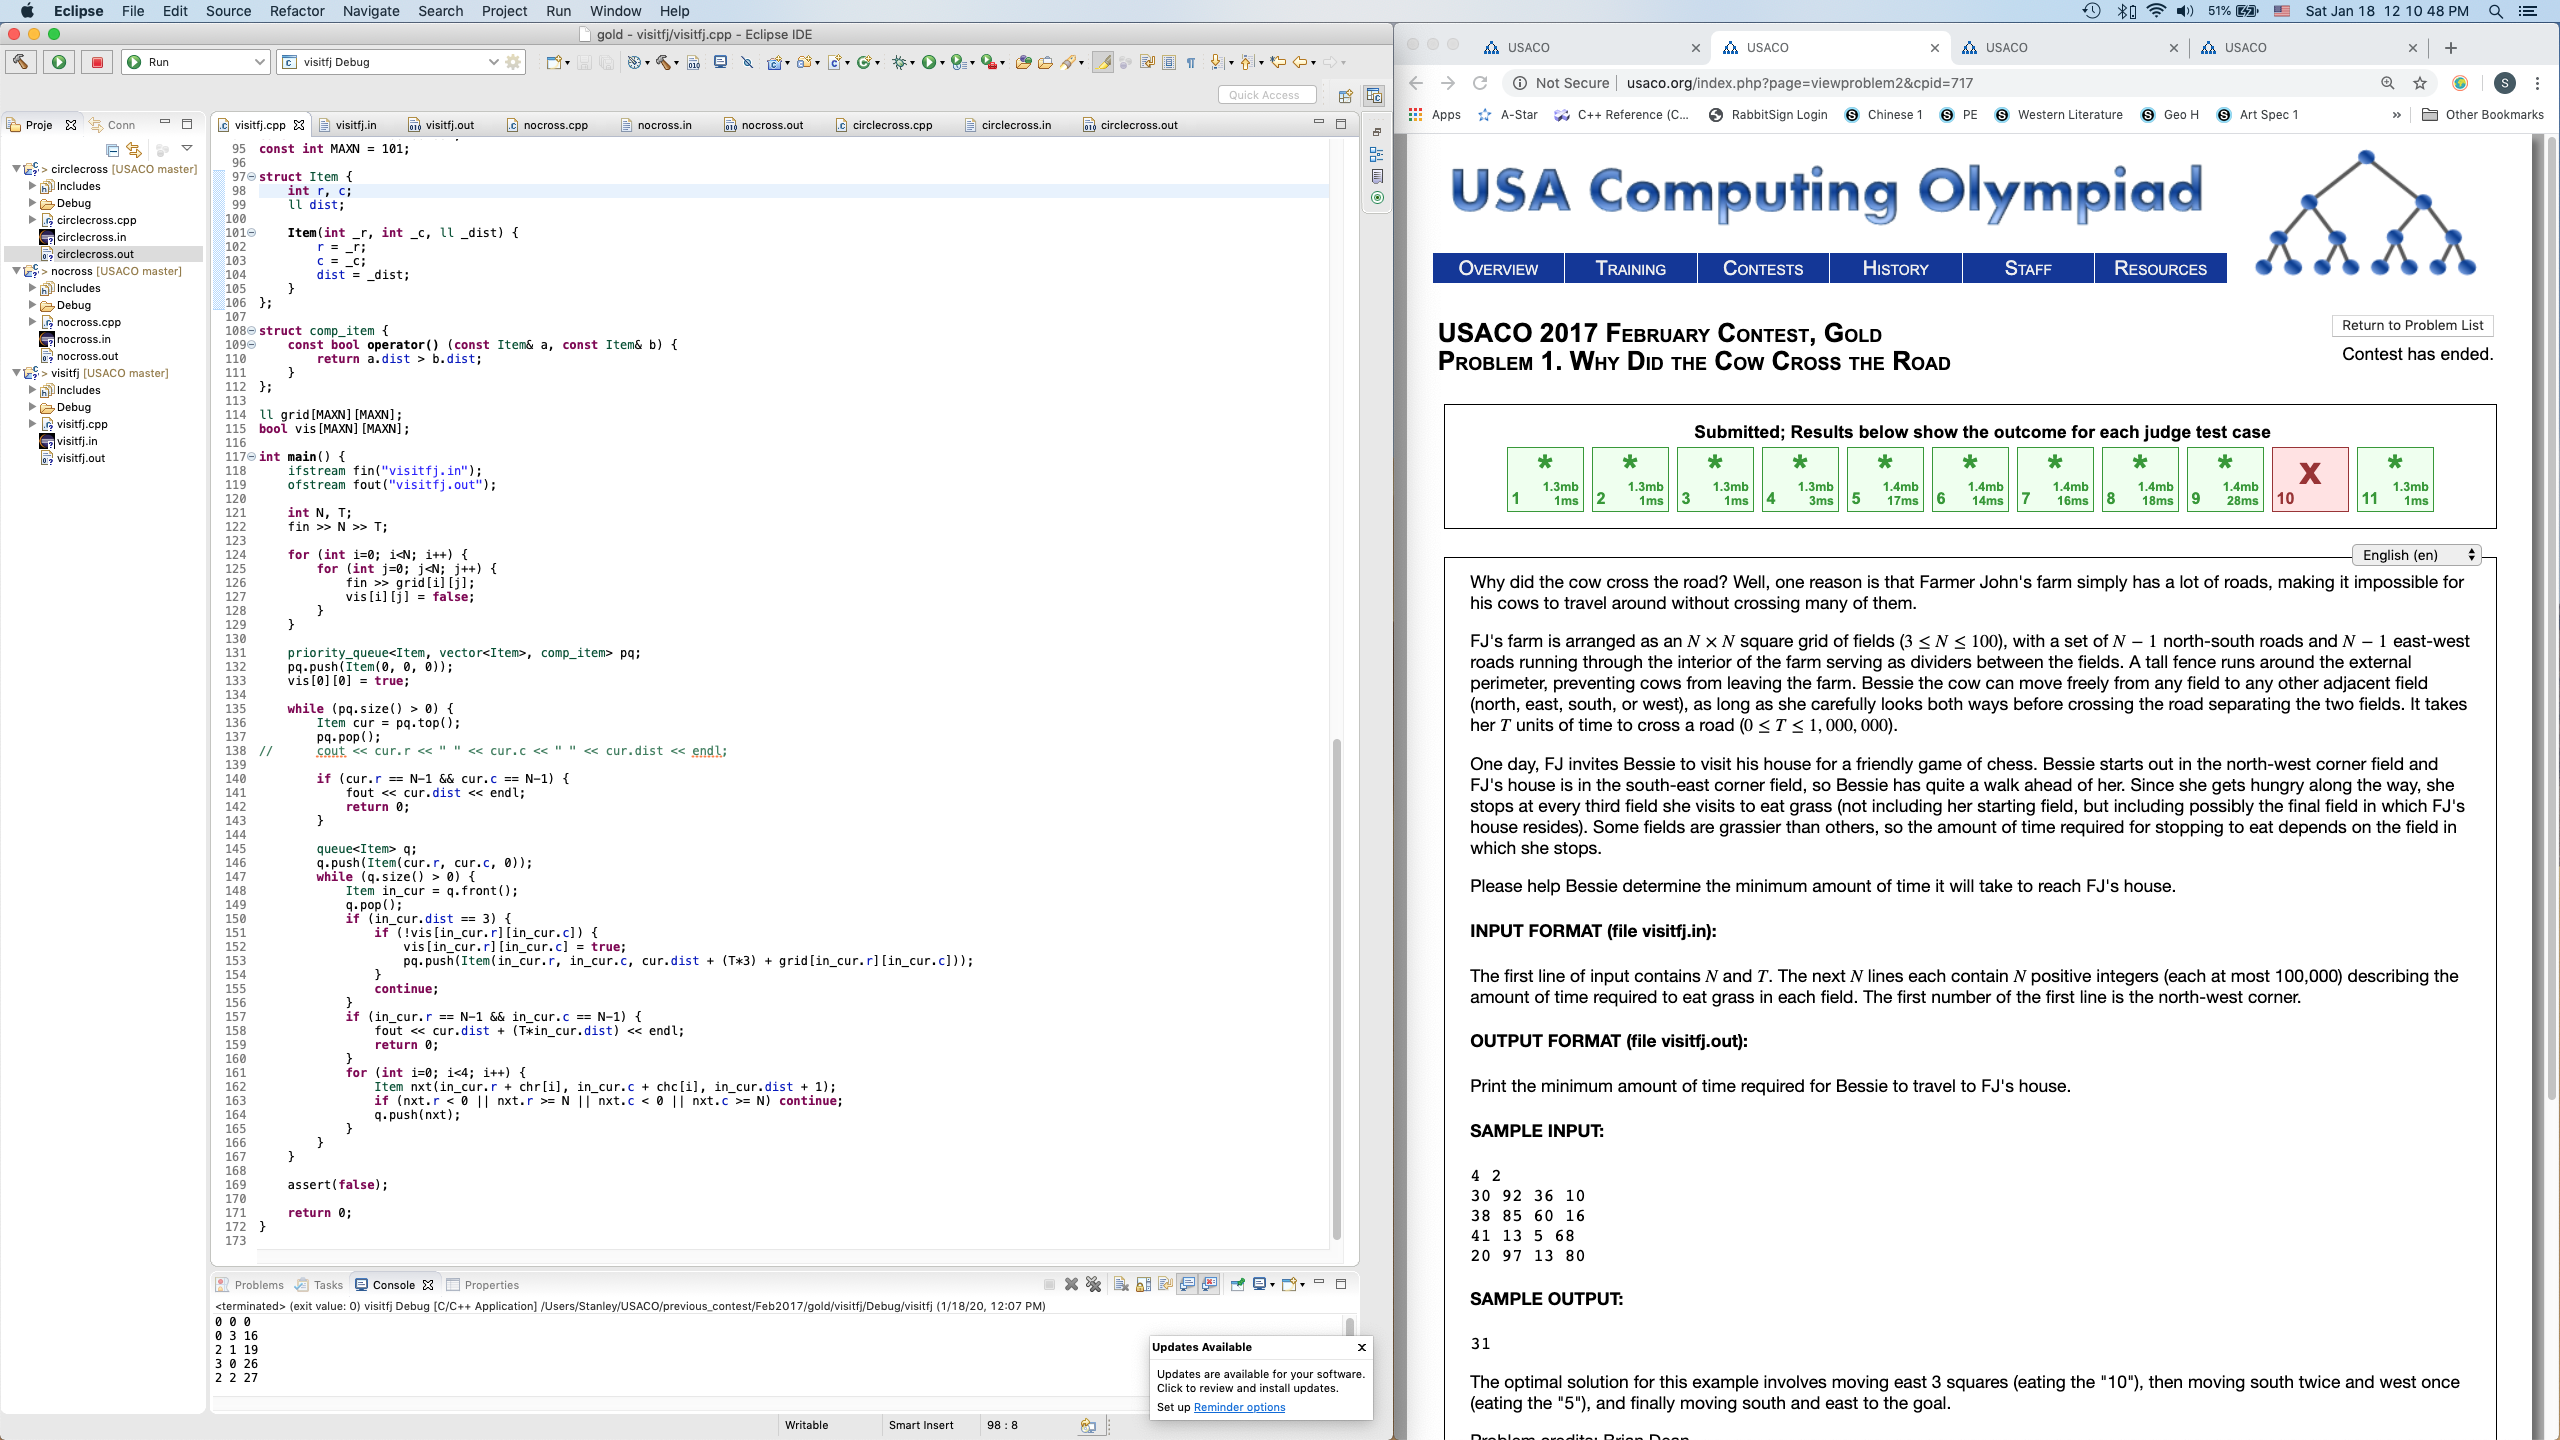 Eclipse File Edit Source Refactor Navigate Search Project Run Window Help
51% Sat Jan 18 12 10 48 PM
gold - visitfj/visitfj.cpp - Eclipse IDE
Run visitfj Debug
Quick Access
Proje Conn
> circlecross [USACO master]
Includes
Debug
circlecross.cpp
circlecross.in
circlecross.out
> nocross [USACO master]
Includes
Debug
nocross.cpp
nocross.in
nocross.out
> visitfj [USACO master]
Includes
Debug
visitfj.cpp
visitfj.in
visitfj.out
visitfj.cpp visitfj.in visitfj.out nocross.cpp nocross.in nocross.out circlecross.cpp circlecross.in circlecross.out
95 const int MAXN = 101;
96
97 struct Item {
98 int r, c;
99 ll dist;
100
101 Item(int _r, int _c, ll _dist) {
102 r = _r;
103 c = _c;
104 dist = _dist;
105 }
106 };
107
108 struct comp_item {
109 const bool operator() (const Item& a, const Item& b) {
110 return a.dist > b.dist;
111 }
112 };
113
114 ll grid[MAXN][MAXN];
115 bool vis[MAXN][MAXN];
116
117 int main() {
118 ifstream fin("visitfj.in");
119 ofstream fout("visitfj.out");
120
121 int N, T;
122 fin >> N >> T;
123
124 for (int i=0; i<N; i++) {
125 for (int j=0; j<N; j++) {
126 fin >> grid[i][j];
127 vis[i][j] = false;
128 }
129 }
130
131 priority_queue<Item, vector<Item>, comp_item> pq;
132 pq.push(Item(0, 0, 0));
133 vis[0][0] = true;
134
135 while (pq.size() > 0) {
136 Item cur = pq.top();
137 pq.pop();
138 // cout << cur.r << " " << cur.c << " " << cur.dist << endl;
139
140 if (cur.r == N-1 && cur.c == N-1) {
141 fout << cur.dist << endl;
142 return 0;
143 }
144
145 queue<Item> q;
146 q.push(Item(cur.r, cur.c, 0));
147 while (q.size() > 0) {
148 Item in_cur = q.front();
149 q.pop();
150 if (in_cur.dist == 3) {
151 if (!vis[in_cur.r][in_cur.c]) {
152 vis[in_cur.r][in_cur.c] = true;
153 pq.push(Item(in_cur.r, in_cur.c, cur.dist + (T*3) + grid[in_cur.r][in_cur.c]));
154 }
155 continue;
156 }
157 if (in_cur.r == N-1 && in_cur.c == N-1) {
158 fout << cur.dist + (T*in_cur.dist) << endl;
159 return 0;
160 }
161 for (int i=0; i<4; i++) {
162 Item nxt(in_cur.r + chr[i], in_cur.c + chc[i], in_cur.dist + 1);
163 if (nxt.r < 0 || nxt.r >= N || nxt.c < 0 || nxt.c >= N) continue;
164 q.push(nxt);
165 }
166 }
167 }
168
169 assert(false);
170
171 return 0;
172 }
173
Problems Tasks Console Properties
<terminated> (exit value: 0) visitfj Debug [C/C++ Application] /Users/Stanley/USACO/previous_contest/Feb2017/gold/visitfj/Debug/visitfj (1/18/20, 12:07 PM)
0 0 0
0 3 16
2 1 19
3 0 26
2 2 27
Updates Available x
Updates are available for your software.
Click to review and install updates.
Set up Reminder options
Writable Smart Insert 98 : 8
USACO USACO USACO USACO
Not Secure usaco.org/index.php?page=viewproblem2&cpid=717
S
Apps A-Star C++ Reference (C... RabbitSign Login Chinese 1 PE Western Literature Geo H Art Spec 1 » Other Bookmarks
USA Computing Olympiad
OVERVIEW TRAINING CONTESTS HISTORY STAFF RESOURCES
USACO 2017 FEBRUARY CONTEST, GOLD
PROBLEM 1. WHY DID THE COW CROSS THE ROAD
Return to Problem List
Contest has ended.
Submitted; Results below show the outcome for each judge test case
* * * * * * * * * X *
1.3mb 1.3mb 1.3mb 1.3mb 1.4mb 1.4mb 1.4mb 1.4mb 1.4mb 1.3mb
1 1ms 2 1ms 3 1ms 4 3ms 5 17ms 6 14ms 7 16ms 8 18ms 9 28ms 10 11 1ms
English (en)
Why did the cow cross the road? Well, one reason is that Farmer John's farm simply has a lot of roads, making it impossible for
his cows to travel around without crossing many of them.
FJ's farm is arranged as an N × N square grid of fields (3 ≤ N ≤ 100), with a set of N − 1 north-south roads and N − 1 east-west
roads running through the interior of the farm serving as dividers between the fields. A tall fence runs around the external
perimeter, preventing cows from leaving the farm. Bessie the cow can move freely from any field to any other adjacent field
(north, east, south, or west), as long as she carefully looks both ways before crossing the road separating the two fields. It takes
her T units of time to cross a road (0 ≤ T ≤ 1,000,000).
One day, FJ invites Bessie to visit his house for a friendly game of chess. Bessie starts out in the north-west corner field and
FJ's house is in the south-east corner field, so Bessie has quite a walk ahead of her. Since she gets hungry along the way, she
stops at every third field she visits to eat grass (not including her starting field, but including possibly the final field in which FJ's
house resides). Some fields are grassier than others, so the amount of time required for stopping to eat depends on the field in
which she stops.
Please help Bessie determine the minimum amount of time it will take to reach FJ's house.
INPUT FORMAT (file visitfj.in):
The first line of input contains N and T. The next N lines each contain N positive integers (each at most 100,000) describing the
amount of time required to eat grass in each field. The first number of the first line is the north-west corner.
OUTPUT FORMAT (file visitfj.out):
Print the minimum amount of time required for Bessie to travel to FJ's house.
SAMPLE INPUT:
4 2
30 92 36 10
38 85 60 16
41 13 5 68
20 97 13 80
SAMPLE OUTPUT:
31
The optimal solution for this example involves moving east 3 squares (eating the "10"), then moving south twice and west once
(eating the "5"), and finally moving south and east to the goal.
Problem credits: Brian Dean